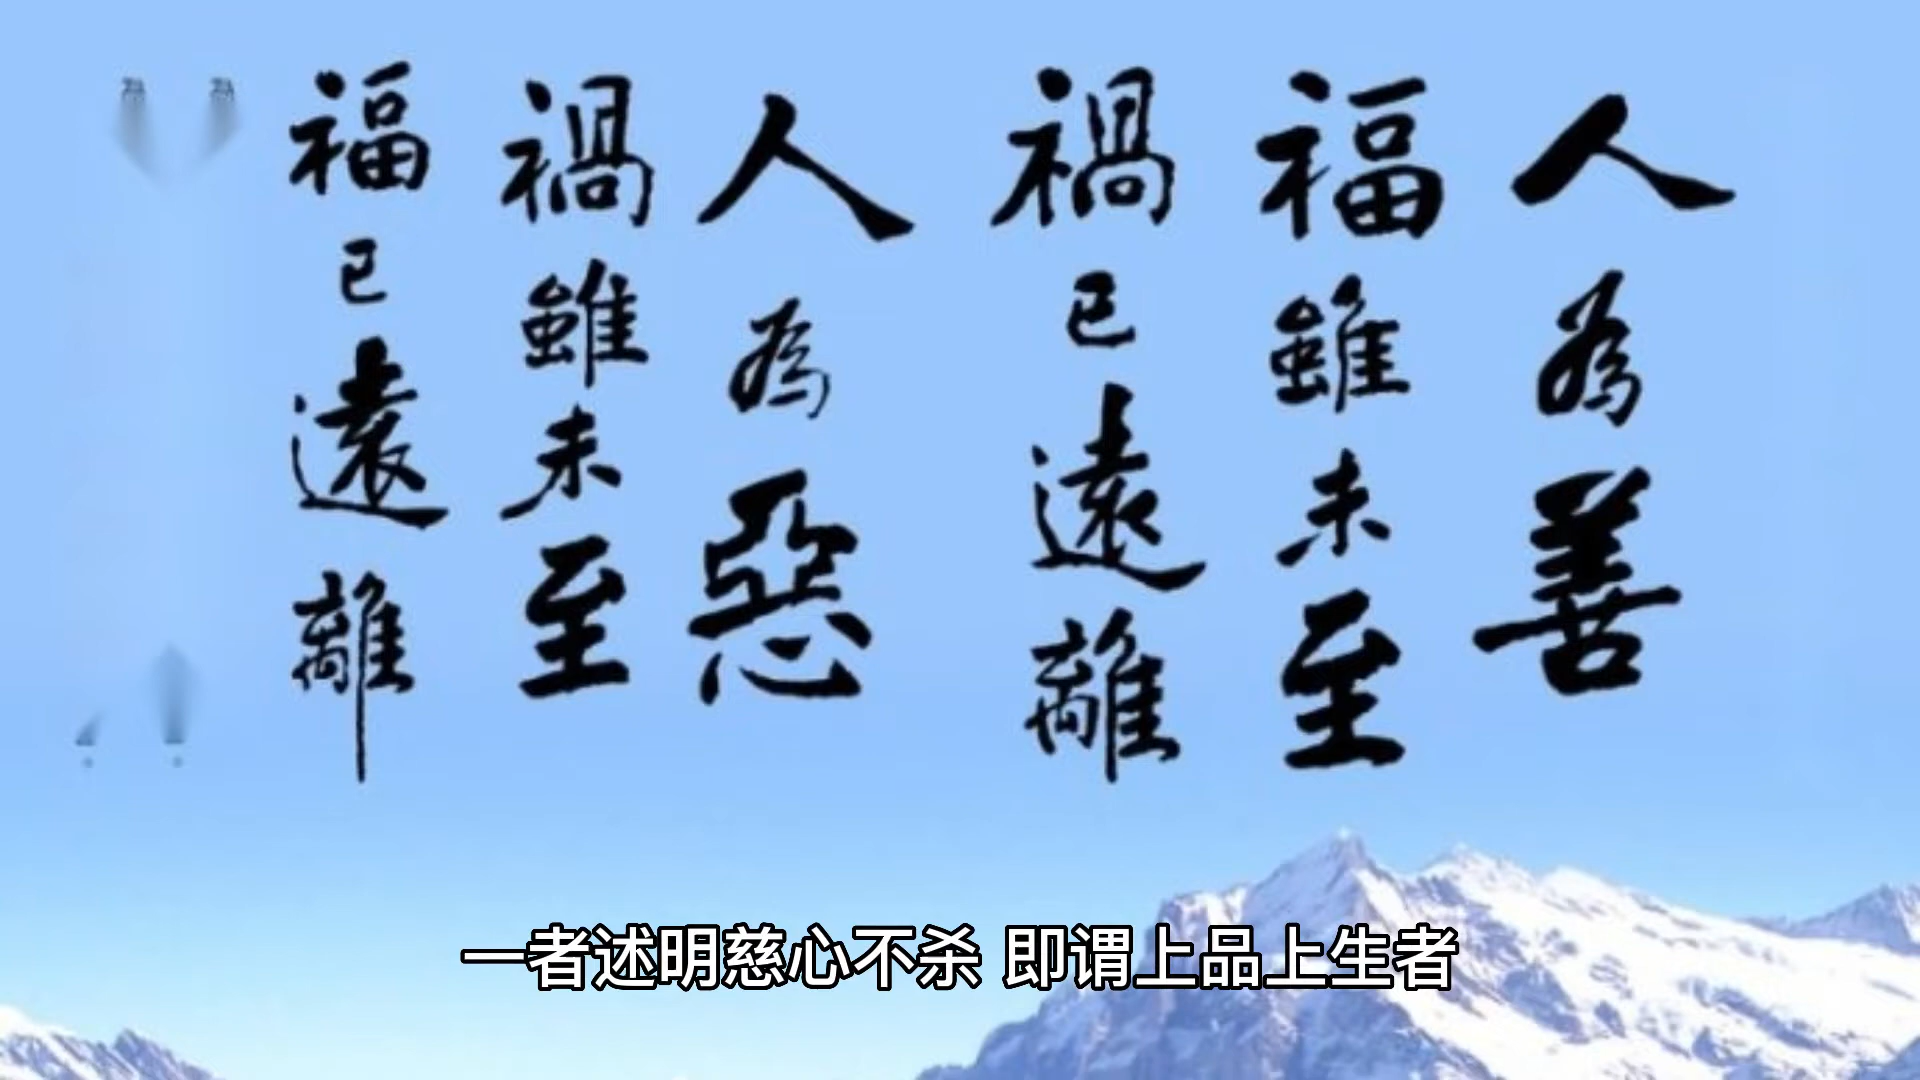 人為善
福雖未至
禍已遠離
人為惡
禍雖未至
福已遠離
一者述明慈心不杀 即谓上品上生者